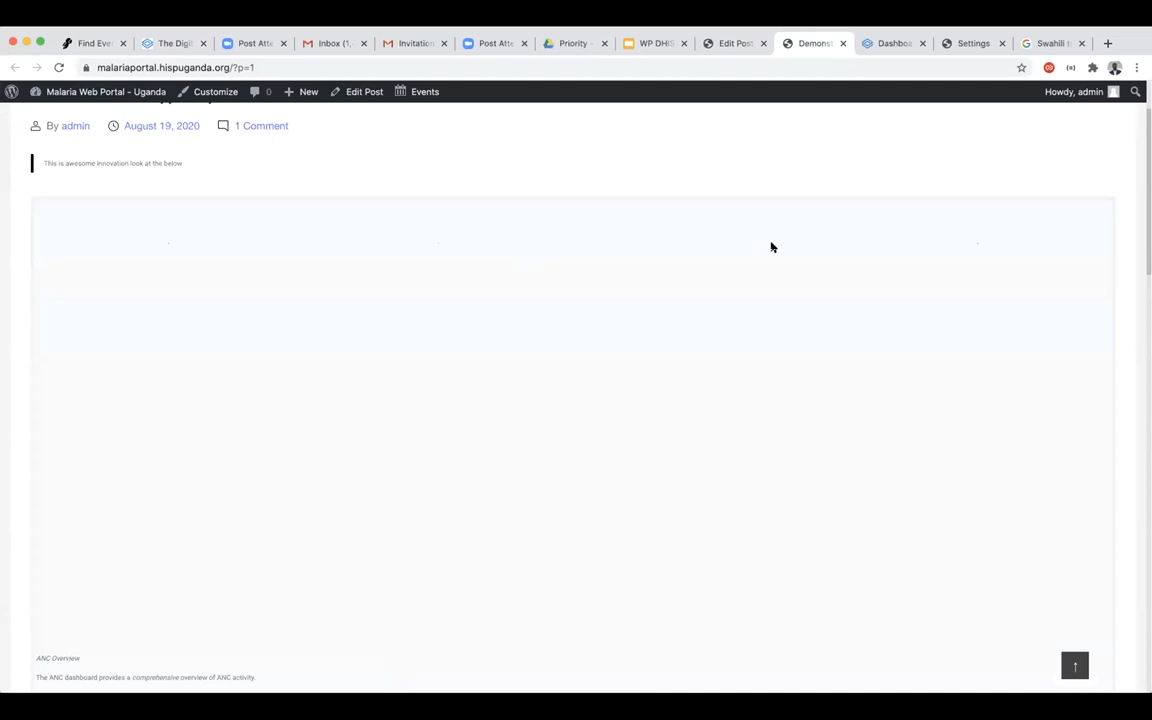 Find Eve
The Digi
Post Atte
Inbox (1,
Invitation
Post Atte
Priority -
WP DHI
Edit Post
Demonst
Dashboa
Settings
Swahili t
malariaportal.hispuganda.org/?p=1
Malaria Web Portal - Uganda
Customize
0
New
Edit Post
Events
Howdy, admin
By admin
August 19, 2020
1 Comment
This is awesome Innovation look at the below
ANC Overview
The ANC dashboard provides a comprehensive overview of ANC activity.